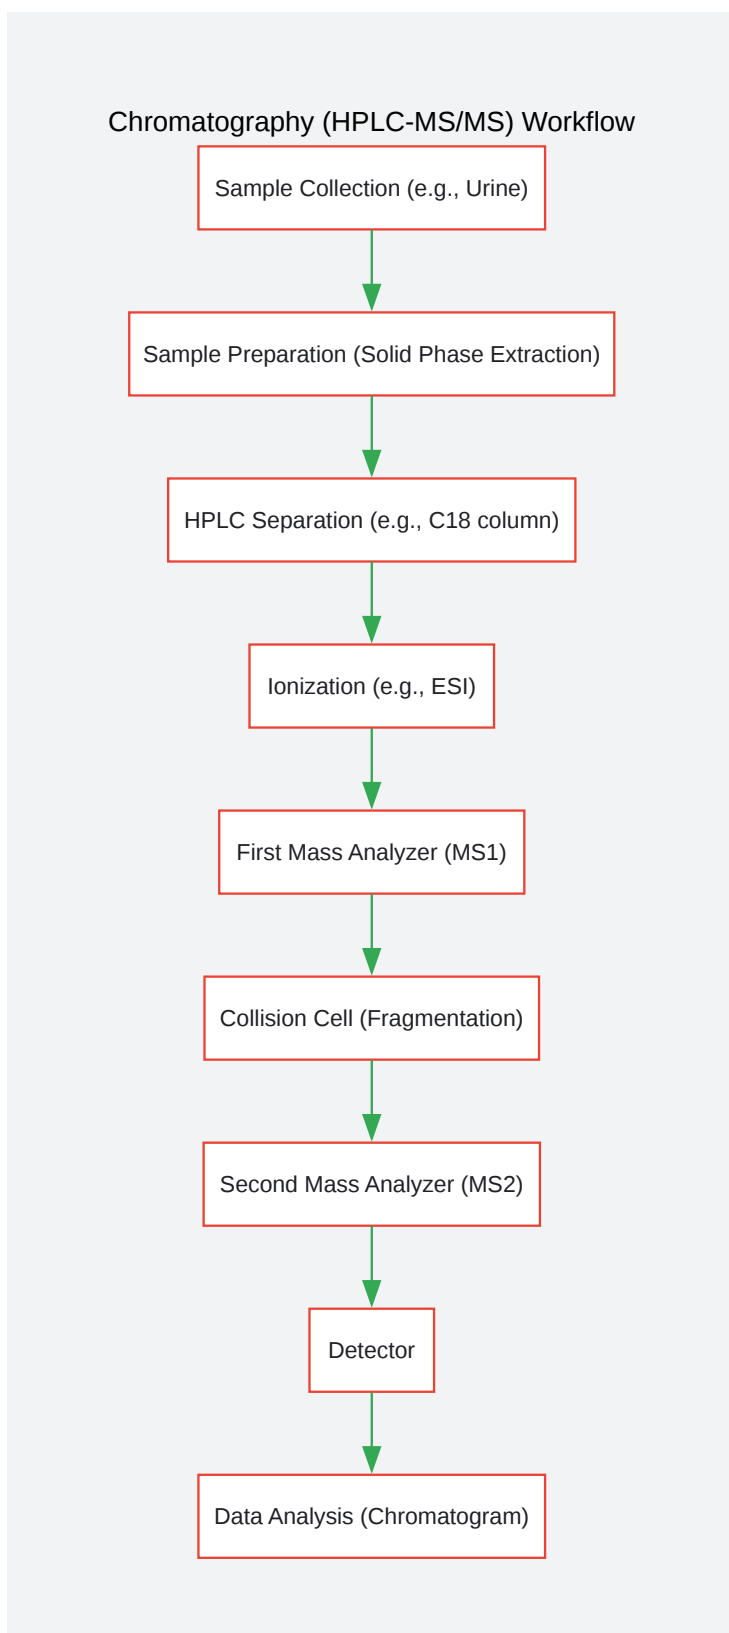 Chromatography (HPLC-MS/MS) Workflow
Sample Collection (e.g., Urine)
Sample Preparation (Solid Phase Extraction)
HPLC Separation (e.g., C18 column)
Ionization (e.g., ESI)
First Mass Analyzer (MS1)
Collision Cell (Fragmentation)
Second Mass Analyzer (MS2)
Detector
Data Analysis (Chromatogram)